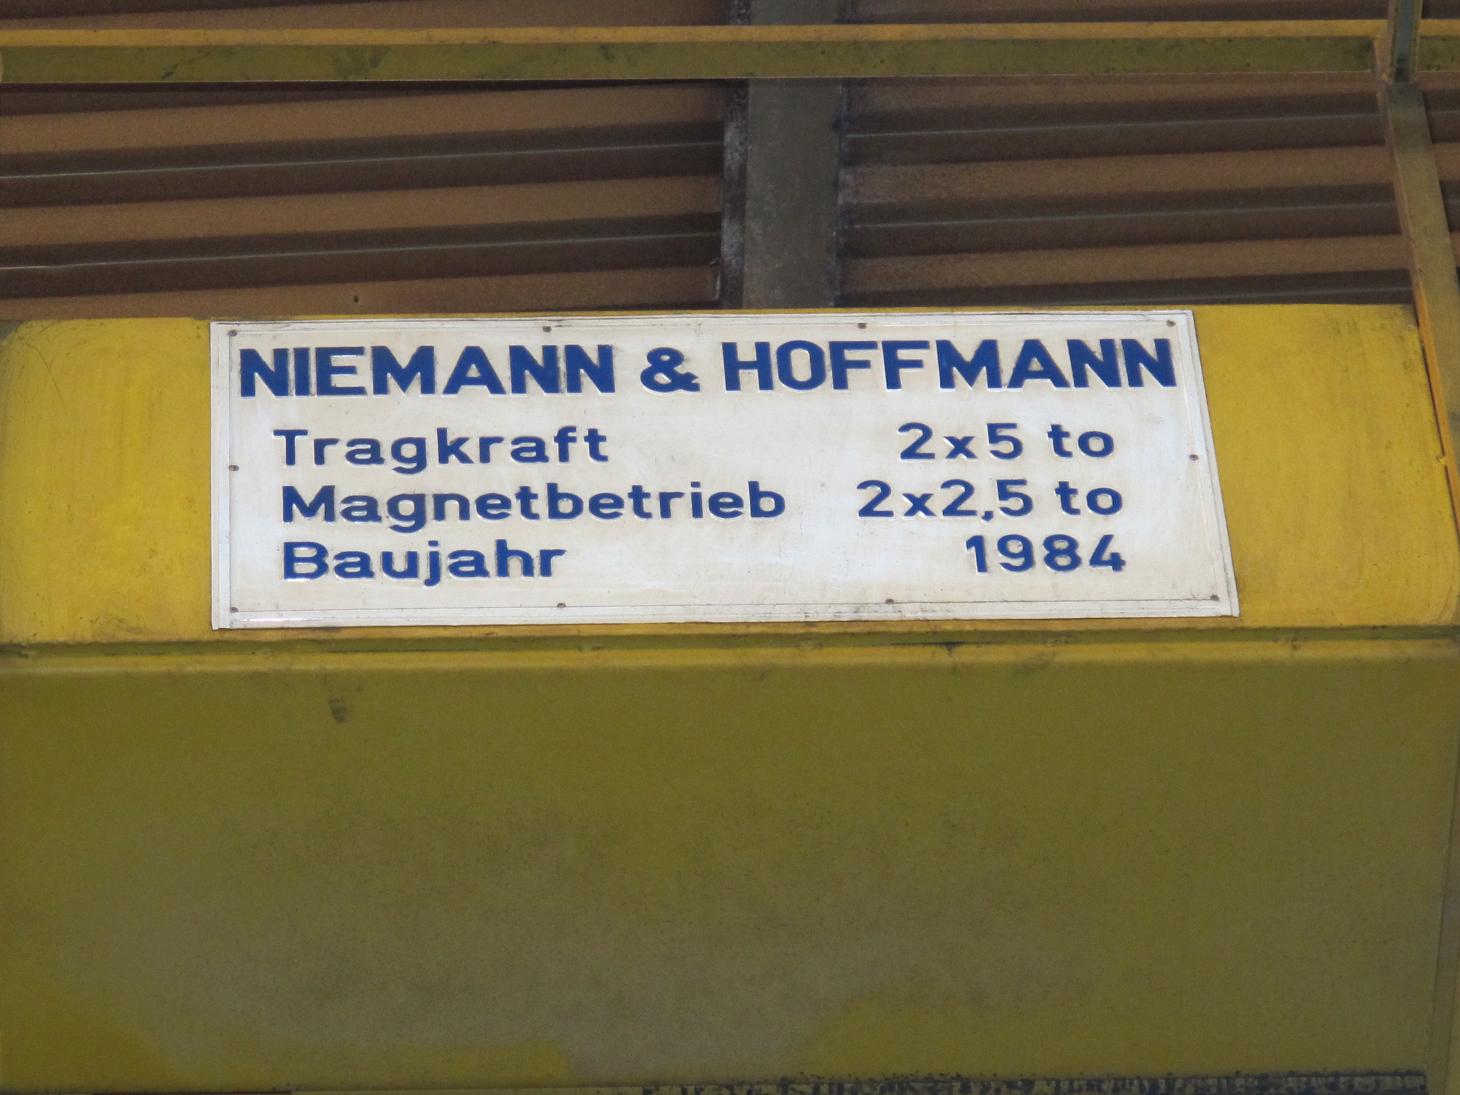 NIEMANN & HOFFMANN
Tragkraft 2x5 to
Magnetbetrieb 2x2,5 to
Baujahr 1984